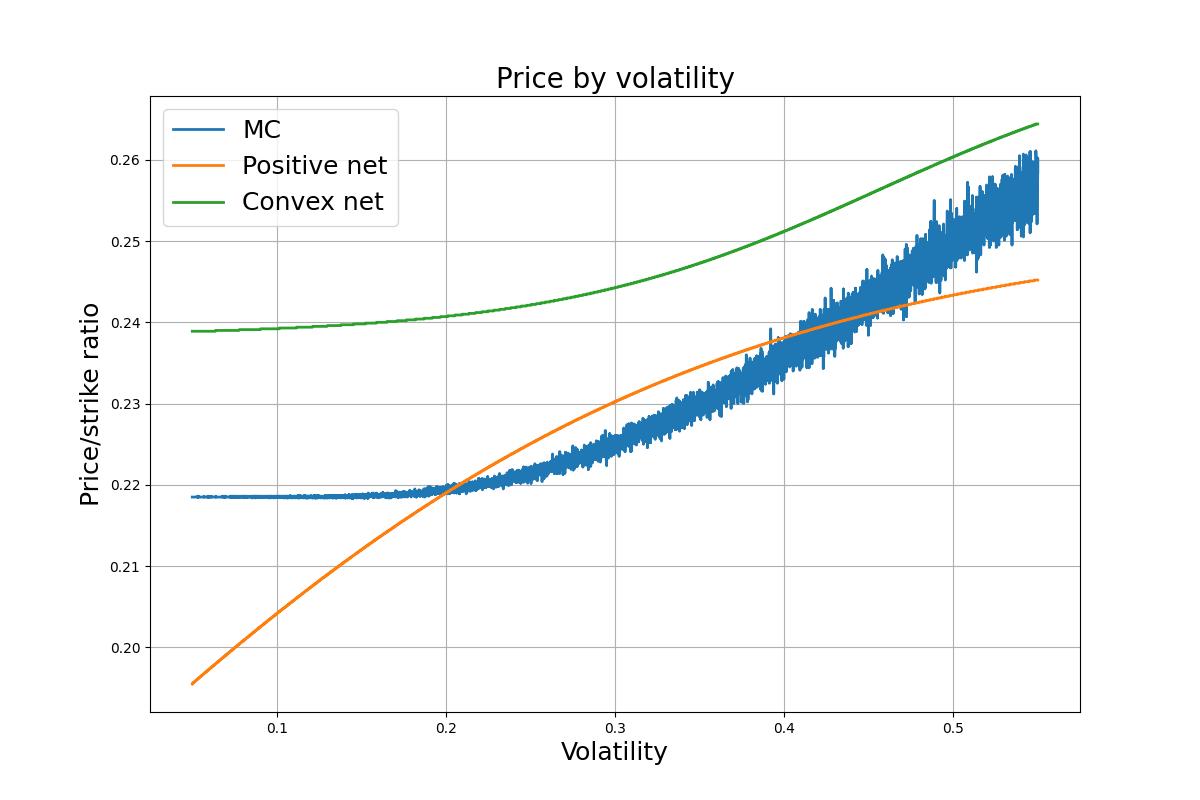 Price by volatility
MC
Positive net
Convex net
Price/strike ratio
0.26
0.25
0.24
0.23
0.22
0.21
0.20
0.1 0.2 0.3 0.4 0.5
Volatility